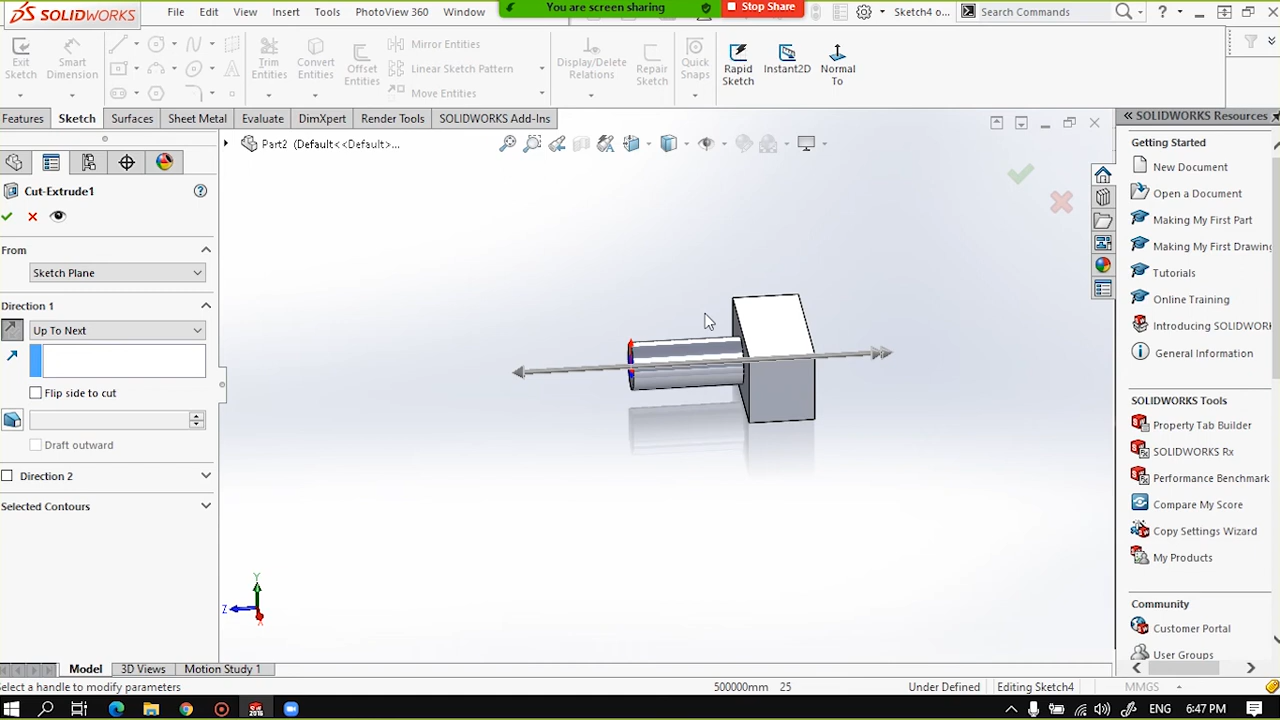 SOLIDWORKS
File Edit View Insert Tools PhotoView 360 Window
You are screen sharing
Stop Share
Sketch4 o...
Search Commands
Exit Sketch
Smart Dimension
Trim Entities
Convert Entities
Offset Entities
Mirror Entities
Linear Sketch Pattern
Move Entities
Display/Delete Relations
Repair Sketch
Quick Snaps
Rapid Sketch
Instant2D
Normal To
Features Sketch Surfaces Sheet Metal Evaluate DimXpert Render Tools SOLIDWORKS Add-Ins
Part2 (Default<<Default>...
Cut-Extrude1
From
Sketch Plane
Direction 1
Up To Next
Flip side to cut
Draft outward
Direction 2
Selected Contours
Y
Z
X
SOLIDWORKS Resources
Getting Started
New Document
Open a Document
Making My First Part
Making My First Drawing
Tutorials
Online Training
Introducing SOLIDWOR
General Information
SOLIDWORKS Tools
Property Tab Builder
SOLIDWORKS Rx
Performance Benchmark
Compare My Score
Copy Settings Wizard
My Products
Community
Customer Portal
User Groups
Model 3D Views Motion Study 1
Select a handle to modify parameters
500000mm 25
Under Defined
Editing Sketch4
MMGS
2016
ENG
6:47 PM